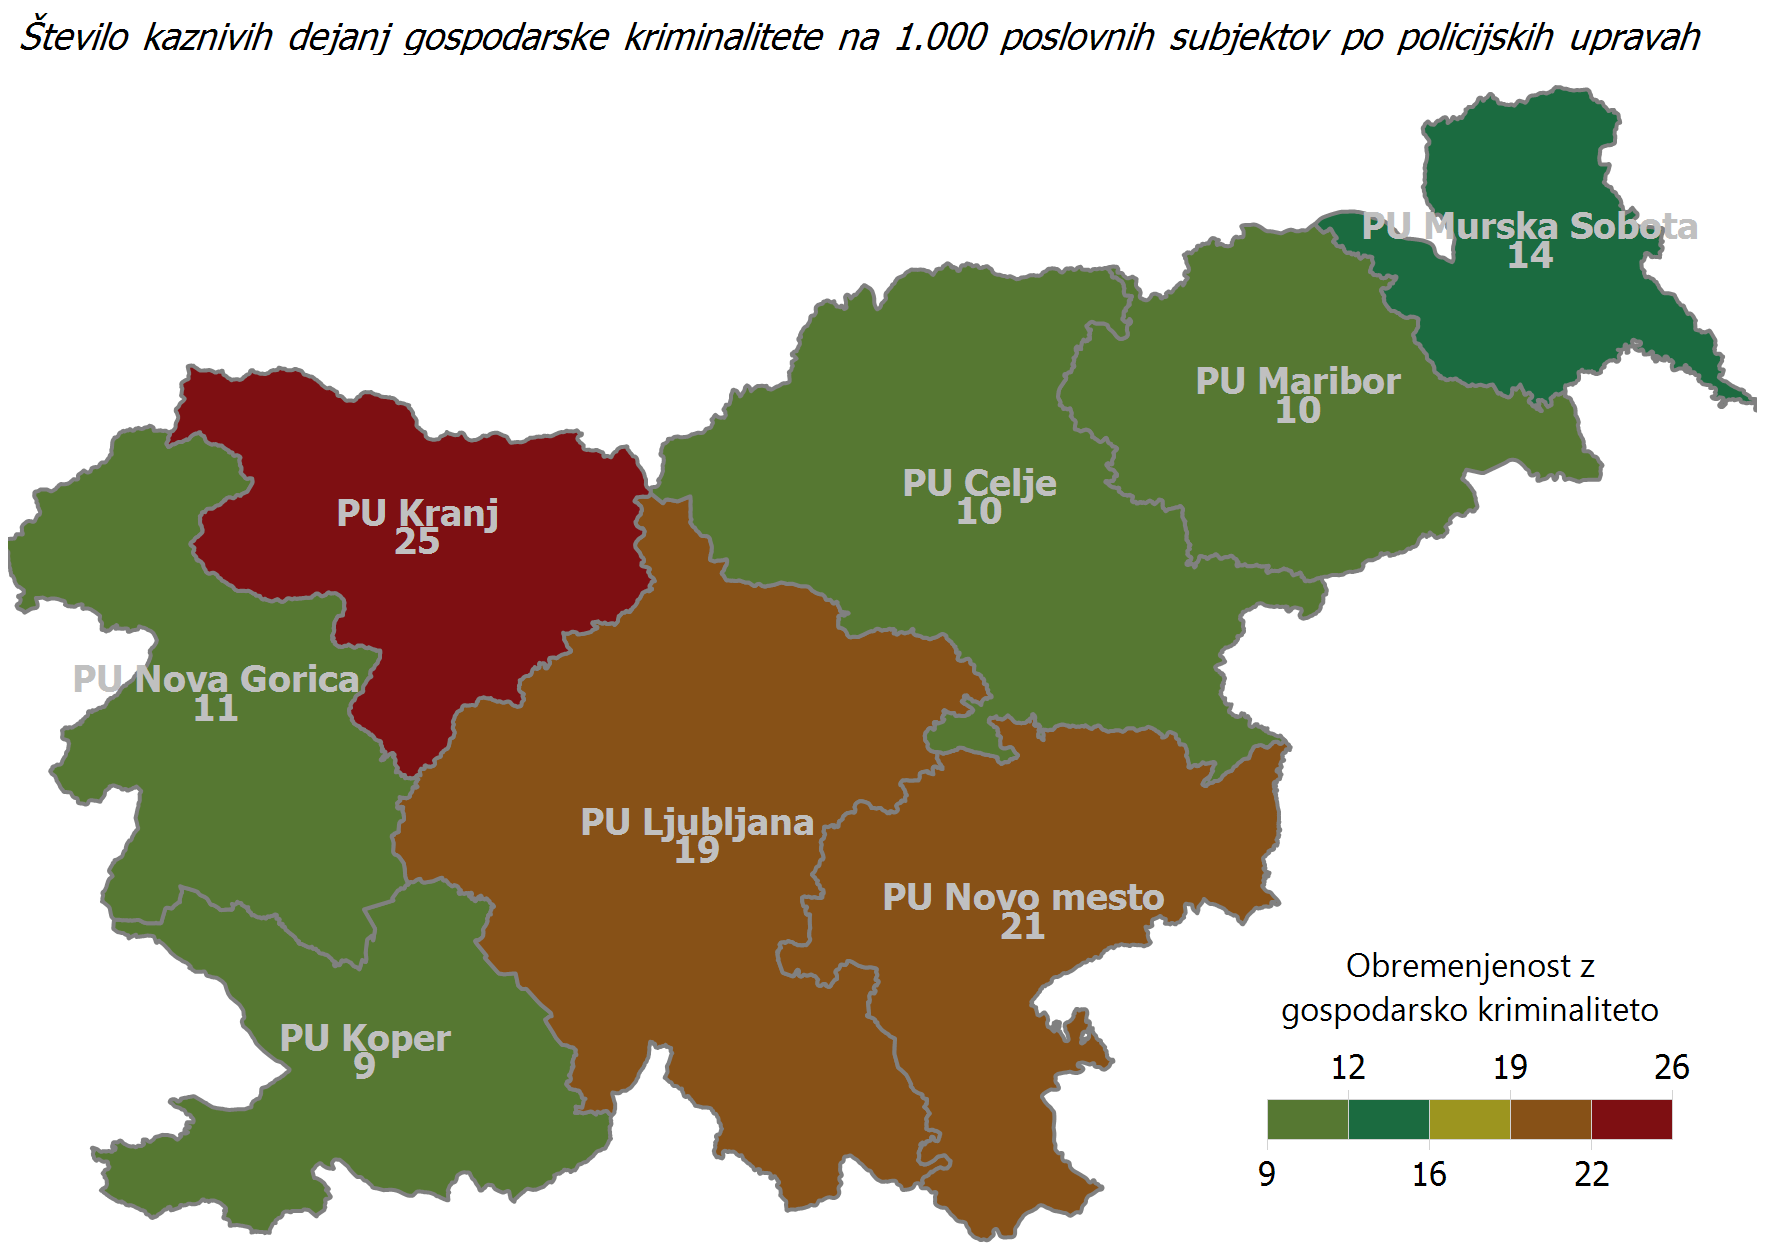 Število kaznivih dejanj gospodarske kriminalitete na 1.000 poslovnih subjektov po policijskih upravah
PU Murska Sobota
14
PU Maribor
10
PU Celje
10
PU Kranj
25
PU Nova Gorica
11
PU Ljubljana
19
PU Novo mesto
21
PU Koper
9
Obremenjenost z
gospodarsko kriminaliteto
12 19 26
9 16 22